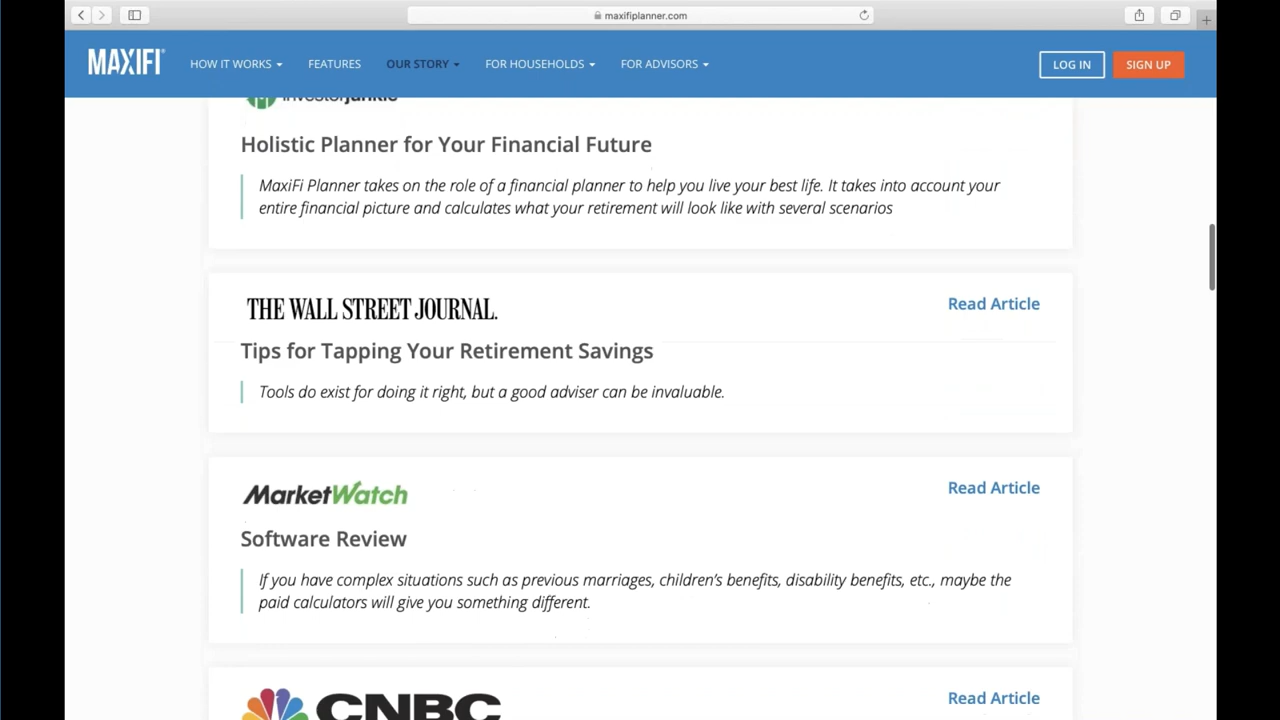 maxifiplanner.com
MAXIFI
HOW IT WORKS
FEATURES
OUR STORY
FOR HOUSEHOLDS
FOR ADVISORS
LOG IN
SIGN UP
investorjunkie
Holistic Planner for Your Financial Future
MaxiFi Planner takes on the role of a financial planner to help you live your best life. It takes into account your
entire financial picture and calculates what your retirement will look like with several scenarios
THE WALL STREET JOURNAL.
Read Article
Tips for Tapping Your Retirement Savings
Tools do exist for doing it right, but a good adviser can be invaluable.
MarketWatch
Read Article
Software Review
If you have complex situations such as previous marriages, children's benefits, disability benefits, etc., maybe the
paid calculators will give you something different.
CNBC
Read Article